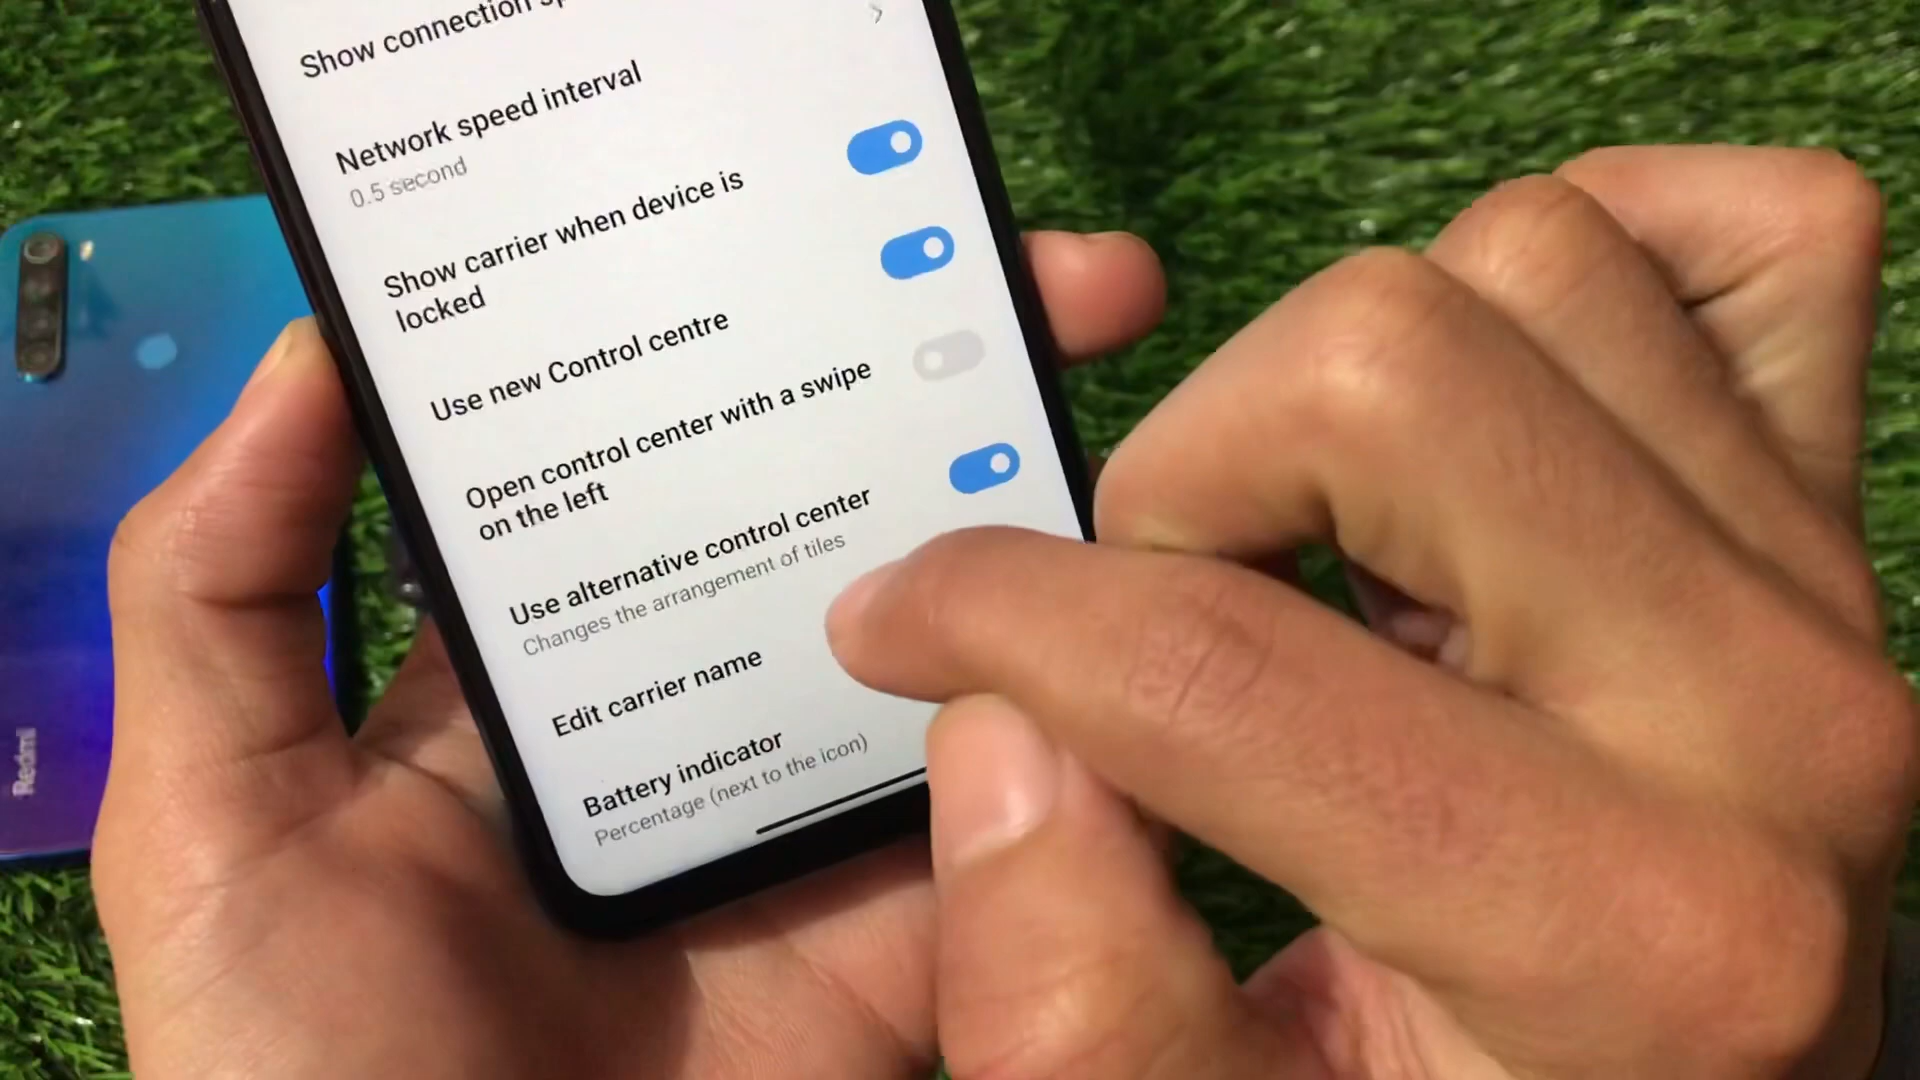 Show connection
Network speed interval
0.5 second
Show carrier when device is
locked
Use new Control centre
Open control center with a swipe
on the left
Use alternative control center
Changes the arrangement of tiles
Edit carrier name
Battery indicator
Percentage (next to the icon)
Redmi